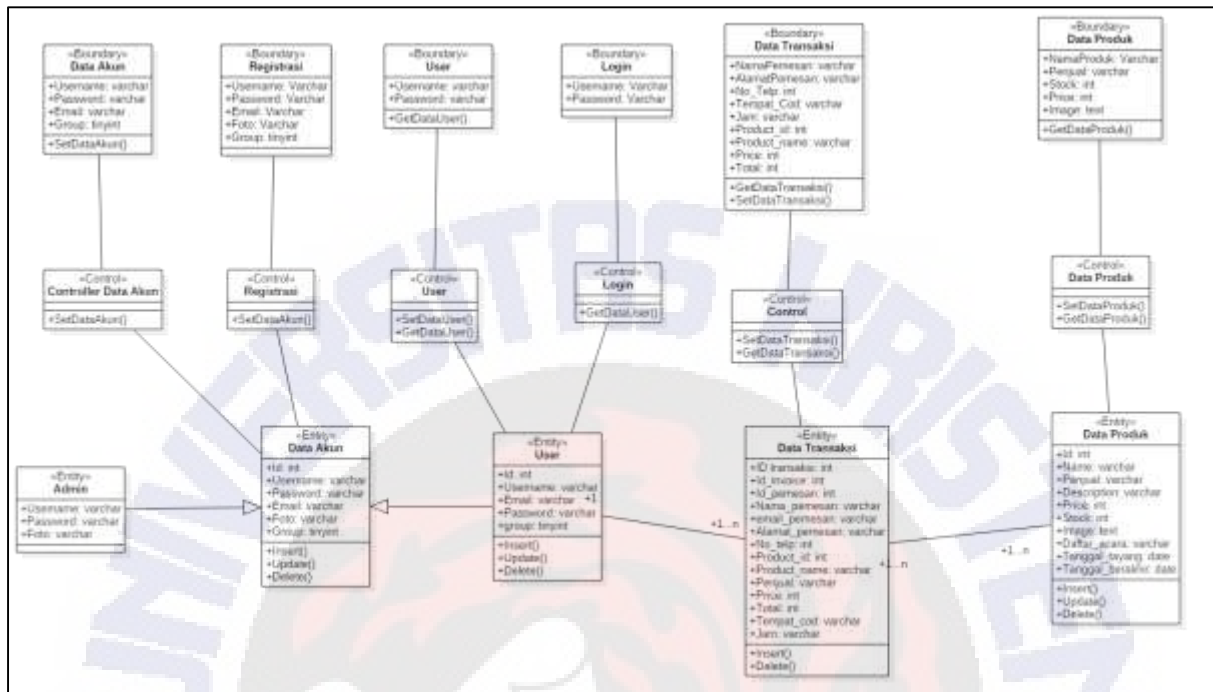 «Boundary»
Data Akun
+Username: varchar
+Password: varchar
+Email: varchar
+Group: tinyint
+SetDataAkun()
«Boundary»
Registrasi
+Username: Varchar
+Password: Varchar
+Email: Varchar
+Foto: Varchar
+Group: tinyint
«Boundary»
User
+Username: varchar
+Password: varchar
+GetDataUser()
«Boundary»
Login
+Username: varchar
+Password: Varchar
«Boundary»
Data Transaksi
+NamaPemesan: varchar
+AlamatPemesan: varchar
+No_Telp: int
+Tempat_Cod: varchar
+Jam: varchar
+Product_id: int
+Product_name: varchar
+Price: int
+Total: int
+GetDataTransaksi()
+SetDataTransaksi()
«Boundary»
Data Produk
+NamaProduk: Varchar
+Penjual: varchar
+Stock: int
+Price: int
+Image: text
+GetDataProduk()
«Control»
Controller Data Akun
+SetDataAkun()
«Control»
Registrasi
+SetDataAkun()
«Control»
User
+SetDataUser()
+GetDataUser()
«Control»
Login
+GetDataUser()
«Control»
Control
+SetDataTransaksi()
+GetDataTransaksi()
«Control»
Data Produk
+SetDataProduk()
+GetDataProduk()
«Entity»
Admin
+Username: varchar
+Password: varchar
+Foto: varchar
«Entity»
Data Akun
+Id: int
+Username: varchar
+Password: varchar
+Email: varchar
+Foto: varchar
+Group: tinyint
+Insert()
+Update()
+Delete()
«Entity»
User
+Id: int
+Username: varchar
+Email: varchar
+Password: varchar
+group: tinyint
+Insert()
+Update()
+Delete()
+1
+1...n
«Entity»
Data Transaksi
+ID transaksi: int
+Id_invoice: int
+Id_pemesan: int
+Nama_pemesan: varchar
+email_pemesan: varchar
+Alamat_pemesan: varchar
+No_telp: int
+Product_id: int
+Product_name: varchar
+Penjual: varchar
+Price: int
+Total: int
+Tempat_cod: varchar
+Jam: varchar
+Insert()
+Delete()
+1...n
+1...n
«Entity»
Data Produk
+Id: int
+Name: varchar
+Penjual: varchar
+Description: varchar
+Price: int
+Stock: int
+Image: text
+Daftar_acara: varchar
+Tanggal_tayang: date
+Tanggal_berakhir: date
+Insert()
+Update()
+Delete()
UNIVERSITAS KRISTEN